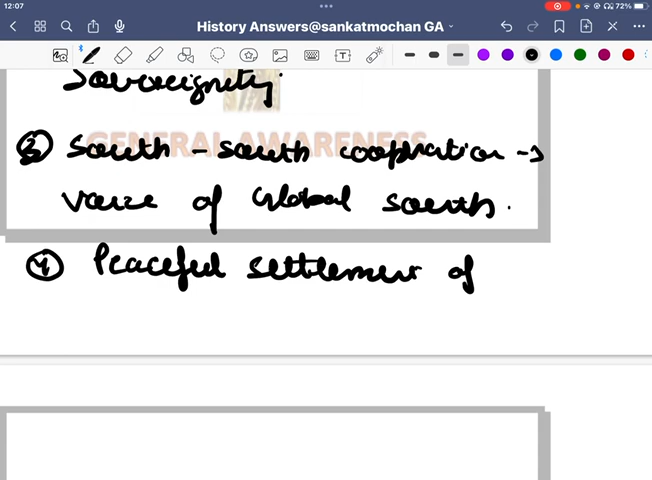 12:07
72%
History Answers@sankatmochan GA
Sovereignty.
③ South - South cooperation →
GENERAL AWARENESS
voice of Global south.
④ Peaceful settlement of